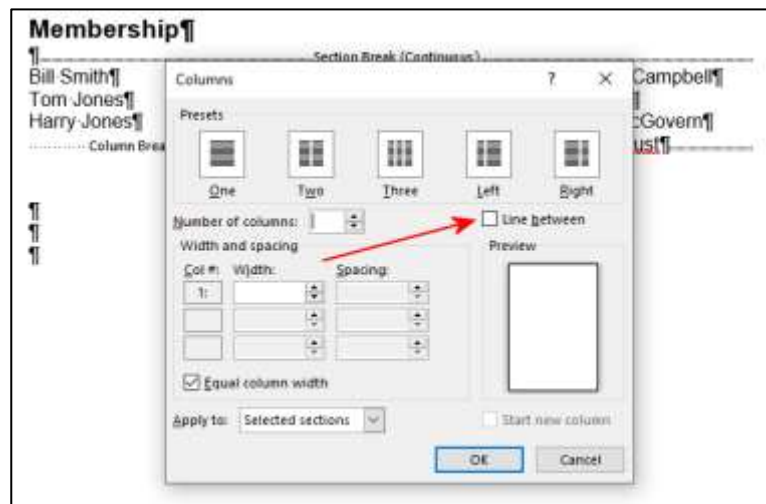 Membership¶
¶ Section Break (Continuous)
Bill Smith¶ Campbell¶
Tom Jones¶ ¶
Harry Jones¶ cGovern¶
Column Brea ust¶
¶
¶
¶
Columns ? ×
Presets
One Two Three Left Right
Number of columns: Line between
Width and spacing Preview
Col #: Width: Spacing:
1:
Equal column width
Apply to: Selected sections Start new column
OK Cancel